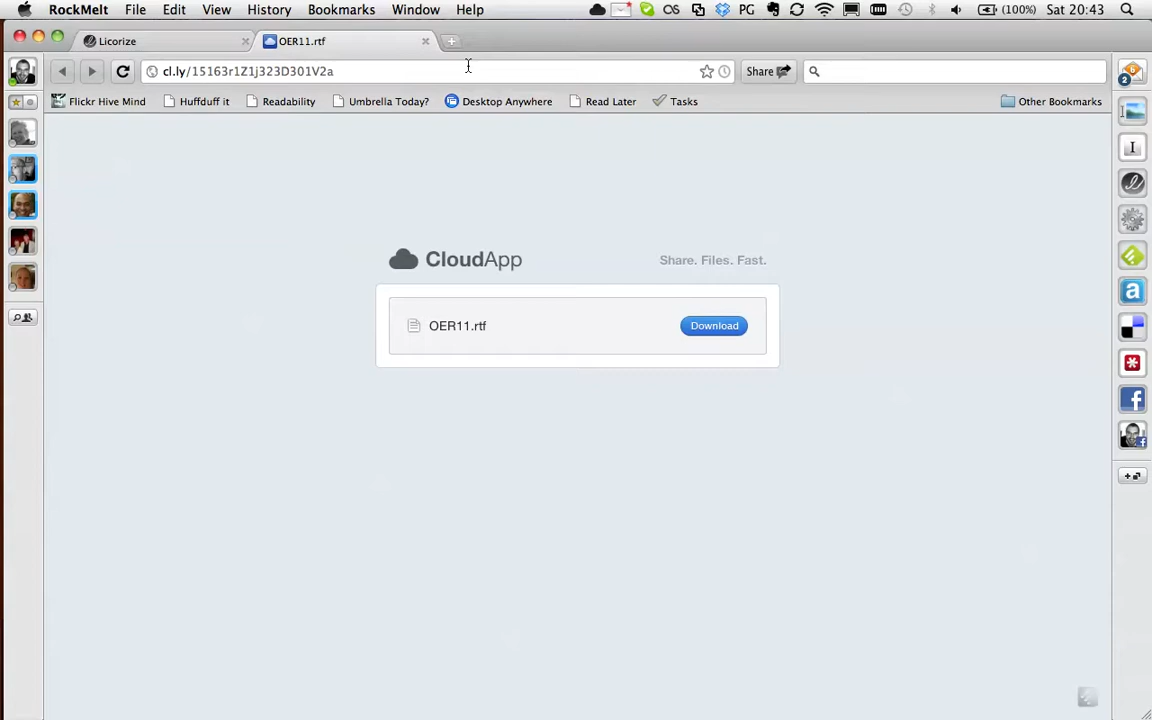 RockMelt File Edit View History Bookmarks Window Help OS PG (100%) Sat 20:43
Licorize OER11.rtf
cl.ly/15163r1Z1j323D301V2a Share
2
Flickr Hive Mind Huffduff it Readability Umbrella Today? Desktop Anywhere Read Later Tasks Other Bookmarks
CloudApp Share. Files. Fast.
OER11.rtf Download